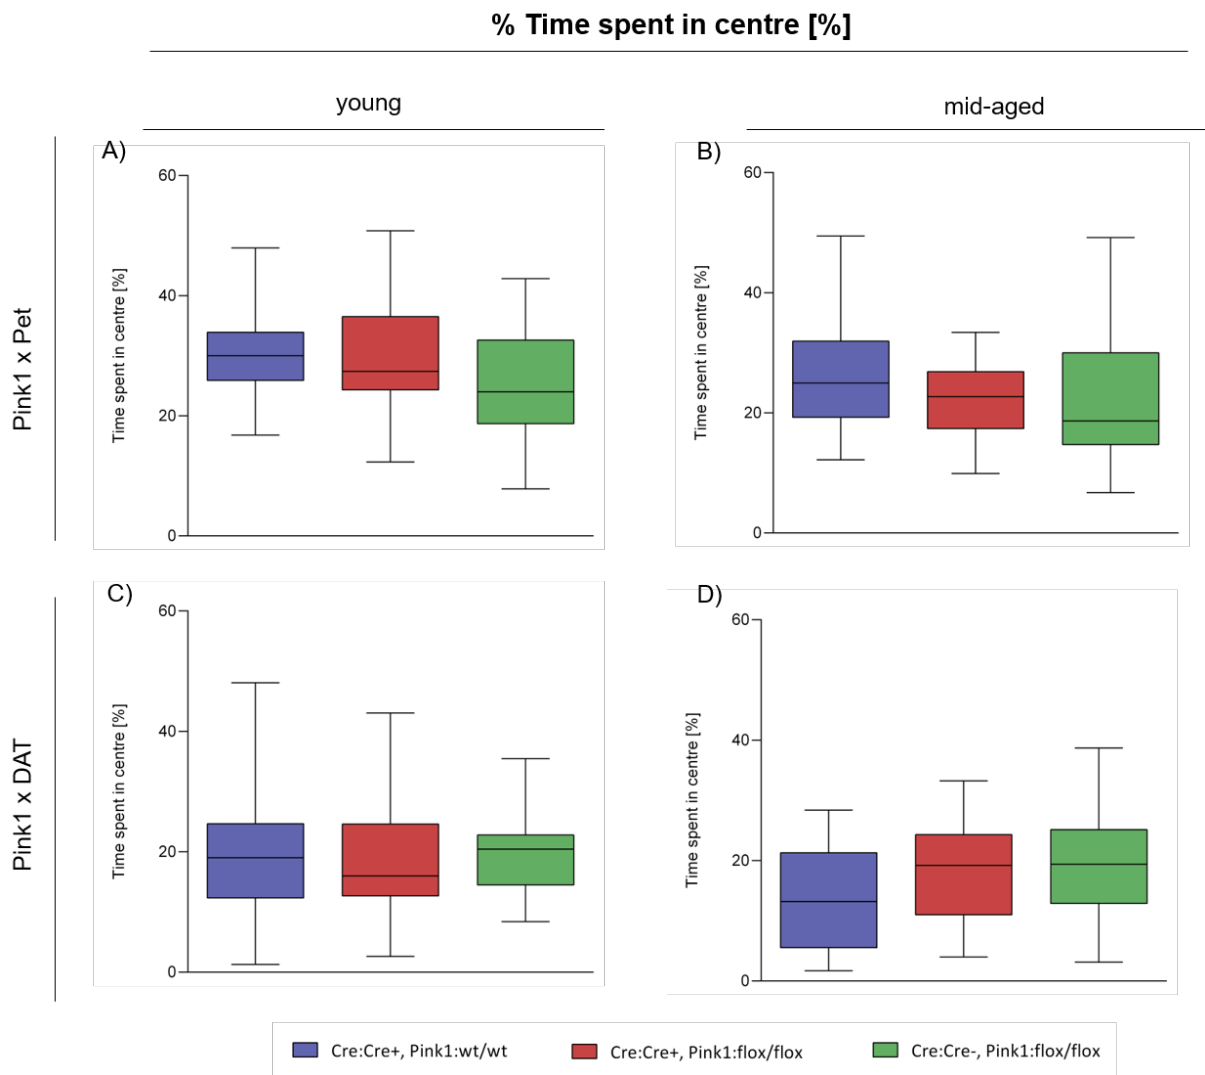 % Time spent in centre [%]
young
mid-aged
Pink1 x Pet
A)
60
40
20
0
Time spent in centre [%]
B)
60
40
20
0
Time spent in centre [%]
Pink1 x DAT
C)
60
40
20
0
Time spent in centre [%]
D)
60
40
20
0
Time spent in centre [%]
Cre:Cre+, Pink1:wt/wt
Cre:Cre+, Pink1:flox/flox
Cre:Cre-, Pink1:flox/flox